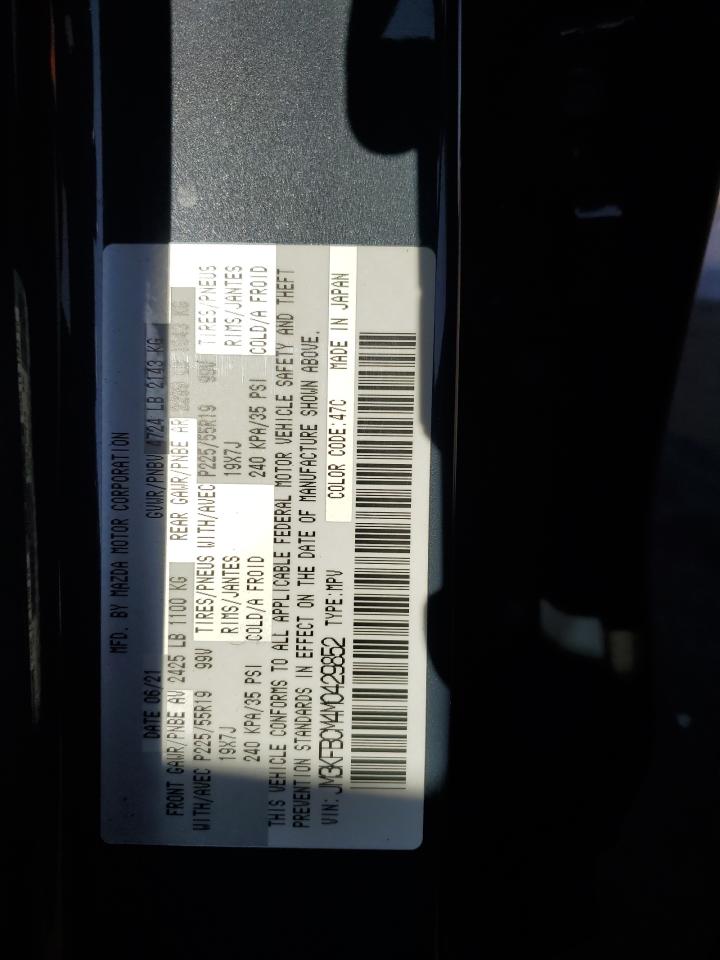 MFD. BY MAZDA MOTOR CORPORATION
DATE 06/21 GVWR/PNBV 4724 LB 2143 KG
FRONT GAWR/PNBE AV 2425 LB 1100 KG REAR GAWR/PNBE AR KG
WITH/AVEC P225/55R19 99V TIRES/PNEUS WITH/AVEC P225/55R19 99V TIRES/PNEUS
19X7J RIMS/JANTES 19X7J RIMS/JANTES
240 KPA/35 PSI COLD/A FROID 240 KPA/35 PSI COLD/A FROID
THIS VEHICLE CONFORMS TO ALL APPLICABLE FEDERAL MOTOR VEHICLE SAFETY AND THEFT
PREVENTION STANDARDS IN EFFECT ON THE DATE OF MANUFACTURE SHOWN ABOVE.
VIN: JM3KFBCM4M0429852 TYPE:MPV COLOR CODE:47C MADE IN JAPAN